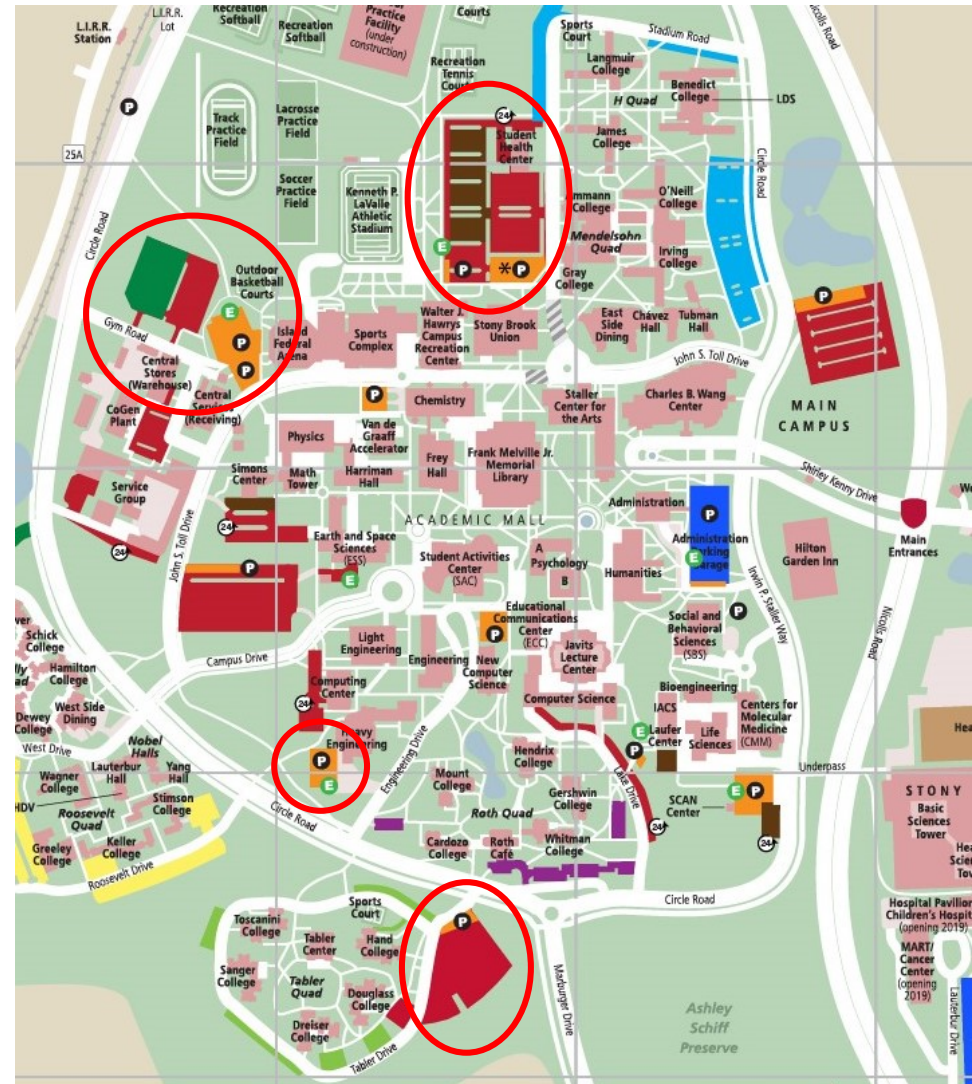 L.I.R.R.
Station
L.I.R.R.
Lot
Recreation
Softball
Recreation
Softball
Practice
Facility
(under
construction)
Courts
Recreation
Tennis
Courts
Sports
Court
Stadium Road
Nicolls Road
Langmuir
College
Benedict
College
LDS
H Quad
James
College
P
25A
Track
Practice
Field
Lacrosse
Practice
Field
Soccer
Practice
Field
Kenneth P.
LaValle
Athletic
Stadium
24
Student
Health
Center
Circle Road
Ammann
College
O'Neill
College
Mendelsohn
Quad
Irving
College
Gray
College
Circle Road
Outdoor
Basketball
Courts
E
E
P
*P
P
Gym Road
P
P
Island
Federal
Arena
Sports
Complex
Walter J.
Hawrys
Campus
Recreation
Center
Stony Brook
Union
East
Side
Dining
Chávez
Hall
Tubman
Hall
John S. Toll Drive
Central
Stores
(Warehouse)
Central
Services
(Receiving)
CoGen
Plant
P
Chemistry
Staller
Center for
the Arts
Charles B. Wang
Center
MAIN
CAMPUS
Physics
Van de
Graaff
Accelerator
Frey
Hall
Frank Melville Jr.
Memorial
Library
Simons
Center
Math
Tower
Harriman
Hall
Shirley Kenny Drive
Service
Group
24
24
ACADEMIC MALL
Administration
P
Administration
Parking
Garage
E
Main
Entrances
Hilton
Garden Inn
John S. Toll Drive
P
Earth and Space
Sciences
(ESS)
E
Student Activities
Center
(SAC)
A
Psychology
B
Humanities
Irwin P. Staller Way
Nicolls Road
Schick
College
Hamilton
College
West Side
Dining
Dewey
College
West Drive
Campus Drive
Light
Engineering
Engineering
P
Educational
Communications
Center
(ECC)
New
Computer
Science
Javits
Lecture
Center
Social and
Behavioral
Sciences
(SBS)
P
Computing
Center
24
Computer Science
Bioengineering
IACS
Laufer
Center
Life
Sciences
Centers for
Molecular
Medicine
(CMM)
E
P
Heavy
Engineering
P
E
Engineering Drive
Hendrix
College
Lake Drive
Underpass
Nobel
Halls
Lauterbur
Hall
Yang
Hall
Wagner
College
Stimson
College
Roosevelt
Quad
Greeley
College
Keller
College
Roosevelt Drive
Circle Road
Mount
College
Gershwin
College
Roth Quad
Cardozo
College
Roth
Café
Whitman
College
24
SCAN
Center
E
P
24
STONY
Basic
Sciences
Tower
Circle Road
Hospital Pavilion
(opening 2019)
MART/
Cancer
Center
(opening
2019)
Lauterbur Drive
Sports
Court
P
Toscanini
College
Tabler
Center
Hand
College
Sanger
College
Tabler
Quad
Douglass
College
Dreiser
College
Tabler Drive
Marburger Drive
Ashley
Schiff
Preserve